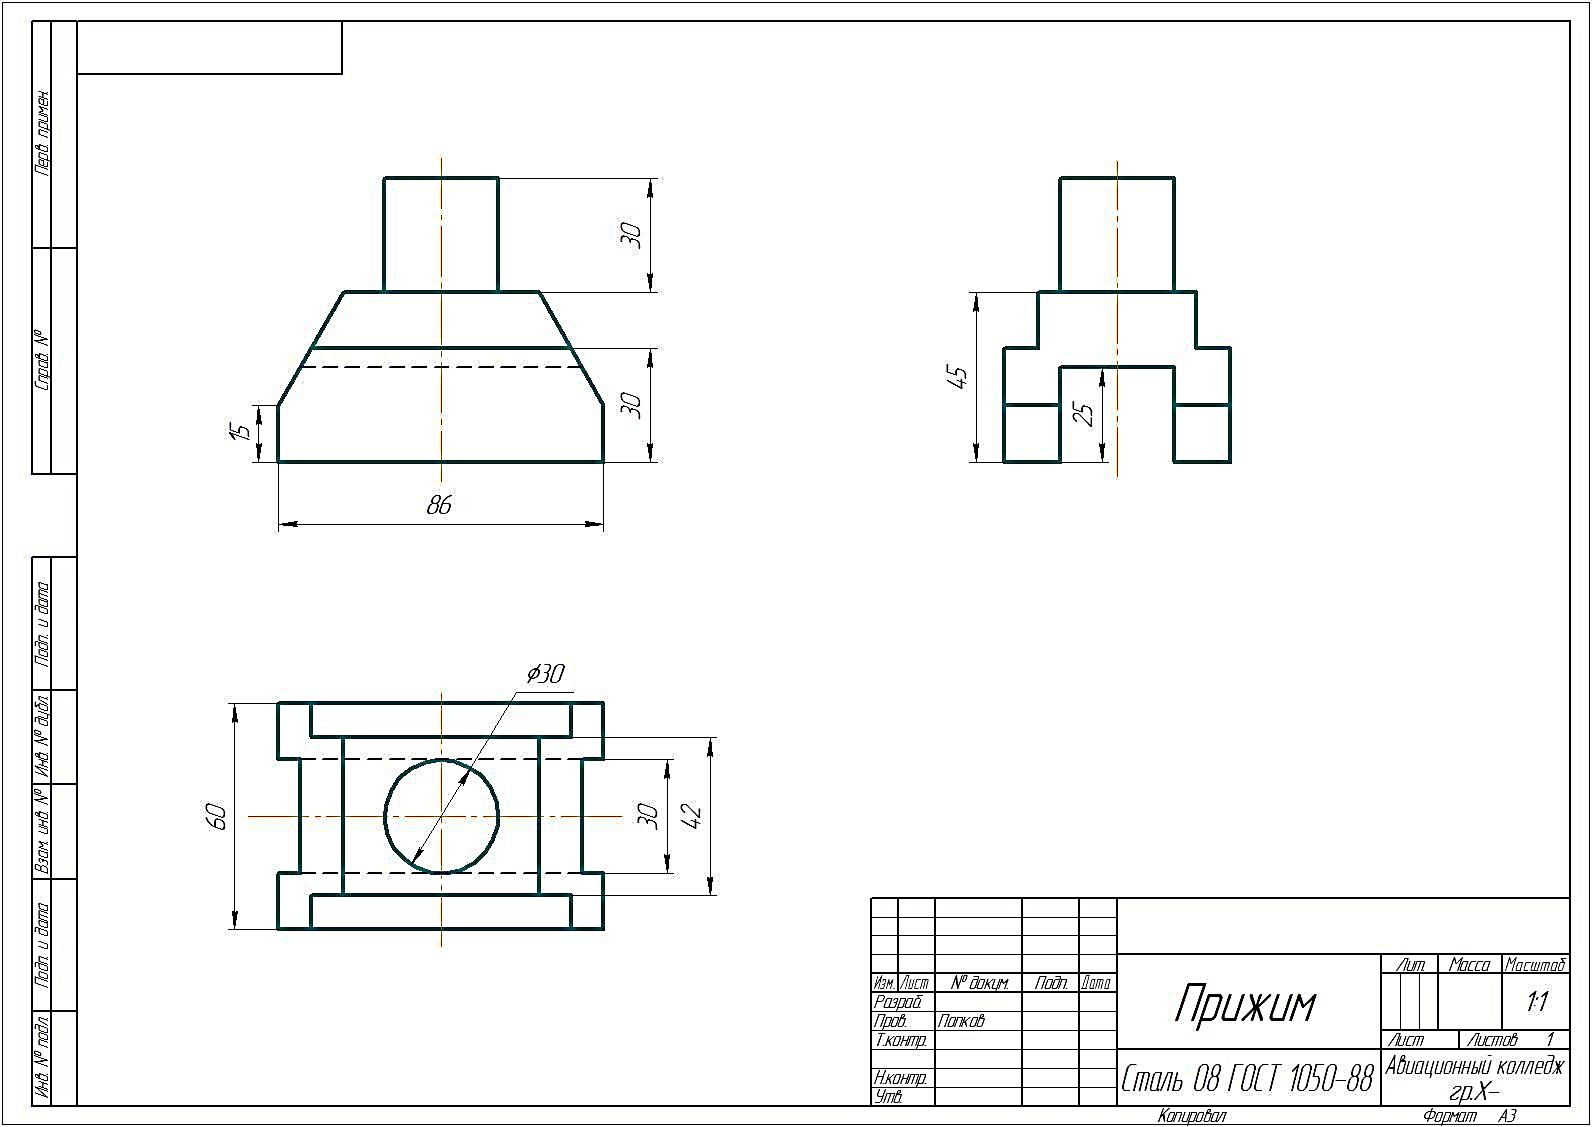 Перв. примен.
Справ. №
Подп. и дата
Инв. № дубл.
Взам. инв. №
Подп. и дата
Инв. № подл.
30
30
15
86
45
25
⌀30
60
30
42
Изм. Лист № докум. Подп. Дата
Разраб.
Пров. Попков
Т.контр.
Н.контр.
Утв.
Прижим
Сталь 08 ГОСТ 1050-88
Лит. Масса Масштаб
1:1
Лист Листов 1
Авиационный колледж
гр.Х-
Копировал Формат А3